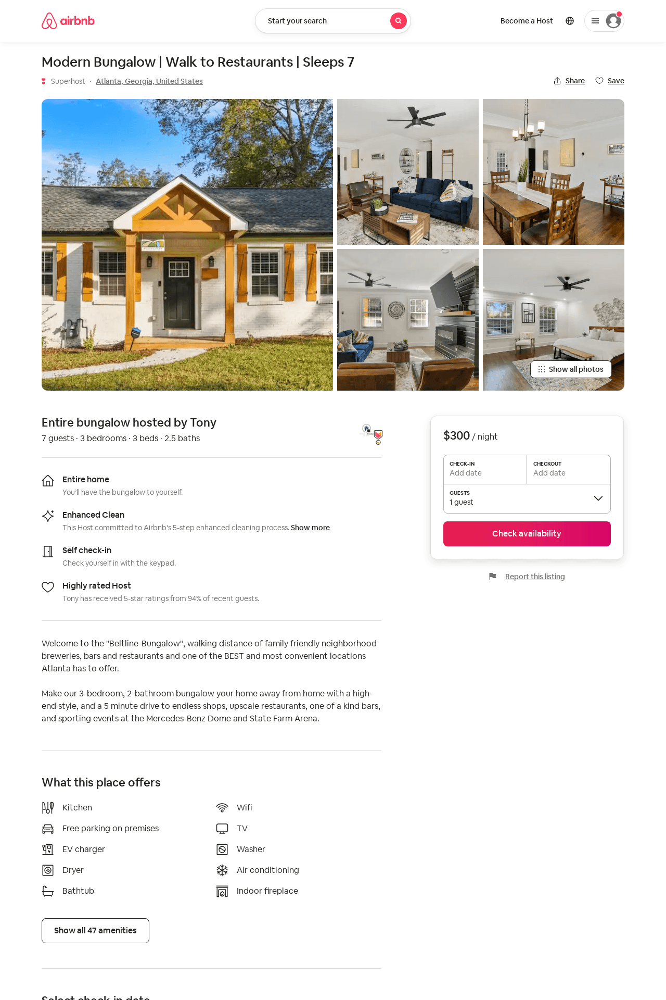 airbnb
Start your search
Become a Host
Modern Bungalow | Walk to Restaurants | Sleeps 7
Superhost · Atlanta, Georgia, United States
Share
Save
Show all photos
Entire bungalow hosted by Tony
7 guests · 3 bedrooms · 3 beds · 2.5 baths
Entire home
You’ll have the bungalow to yourself.
Enhanced Clean
This Host committed to Airbnb's 5-step enhanced cleaning process. Show more
Self check-in
Check yourself in with the keypad.
Highly rated Host
Tony has received 5-star ratings from 94% of recent guests.
$300 / night
CHECK-IN
Add date
CHECKOUT
Add date
GUESTS
1 guest
Check availability
Report this listing
Welcome to the "Beltline-Bungalow", walking distance of family friendly neighborhood
breweries, bars and restaurants and one of the BEST and most convenient locations
Atlanta has to offer.
Make our 3-bedroom, 2-bathroom bungalow your home away from home with a high-
end style, and a 5 minute drive to endless shops, upscale restaurants, one of a kind bars,
and sporting events at the Mercedes-Benz Dome and State Farm Arena.
What this place offers
Kitchen
Wifi
Free parking on premises
TV
EV charger
Washer
Dryer
Air conditioning
Bathtub
Indoor fireplace
Show all 47 amenities
Select check-in date